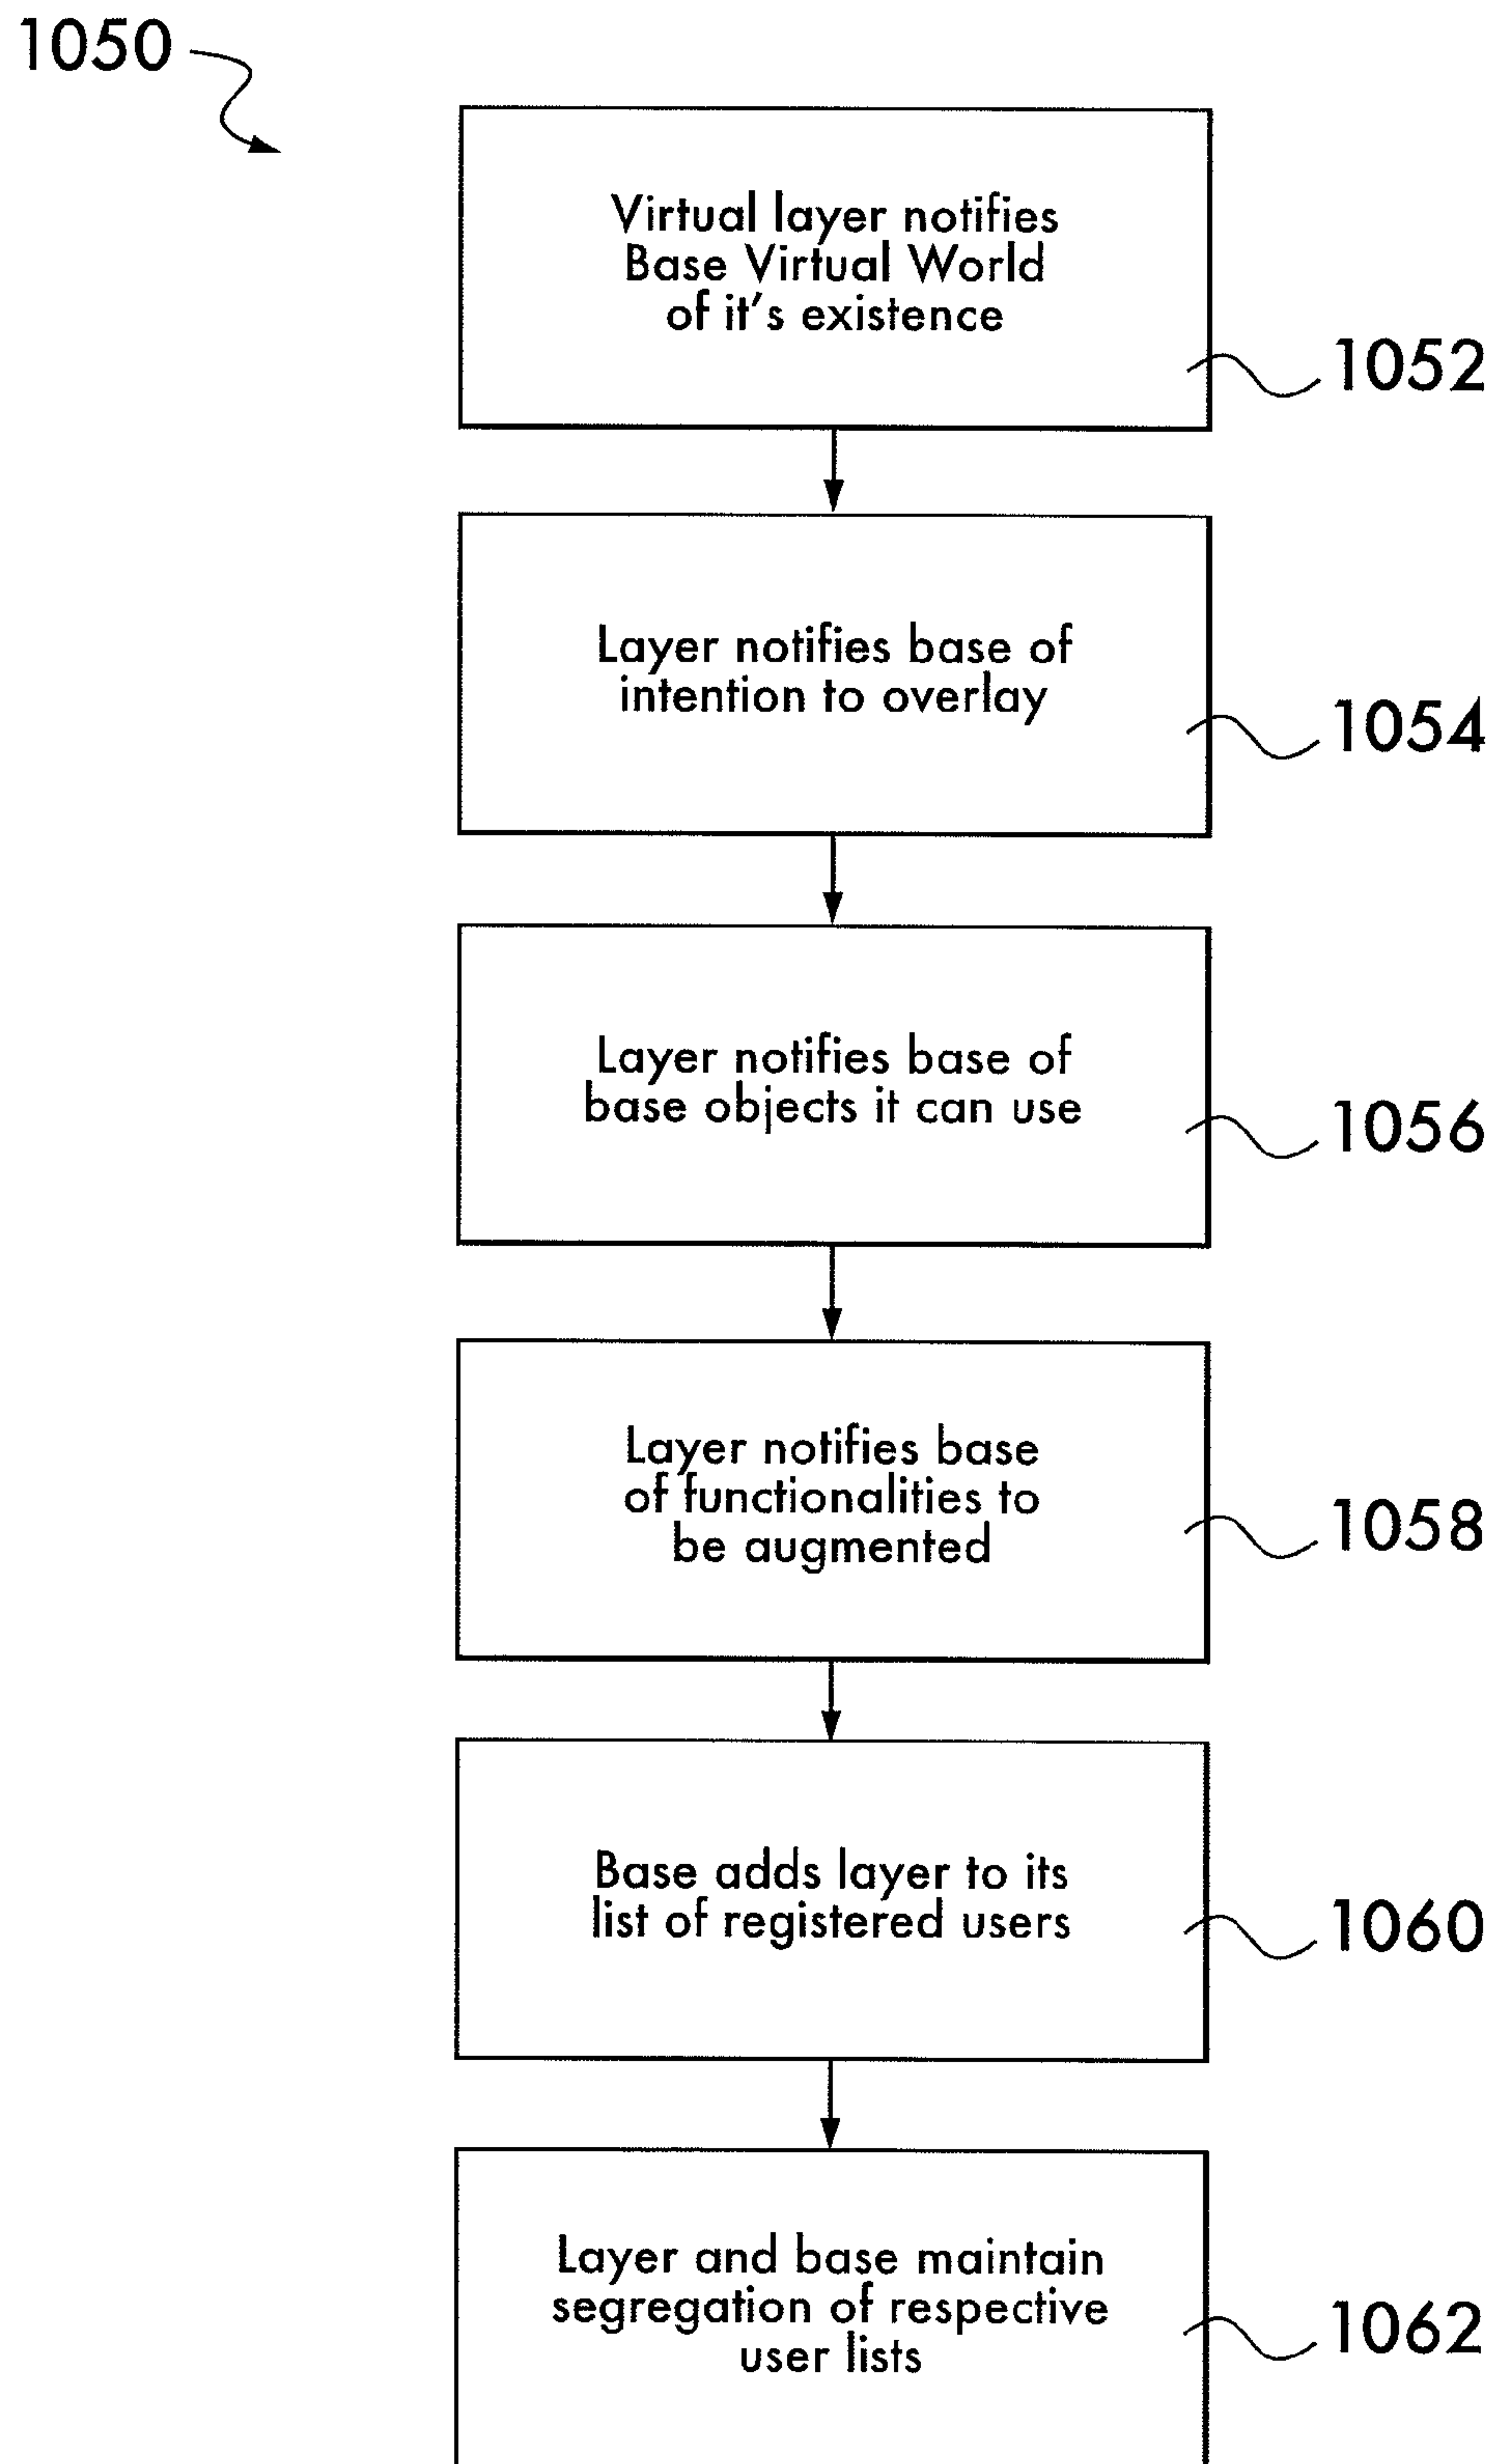 1050
Virtual layer notifies
Base Virtual World
of it's existence
1052
Layer notifies base of
intention to overlay
1054
Layer notifies base of
base objects it can use
1056
Layer notifies base
of functionalities to
be augmented
1058
Base adds layer to its
list of registered users
1060
Layer and base maintain
segregation of respective
user lists
1062